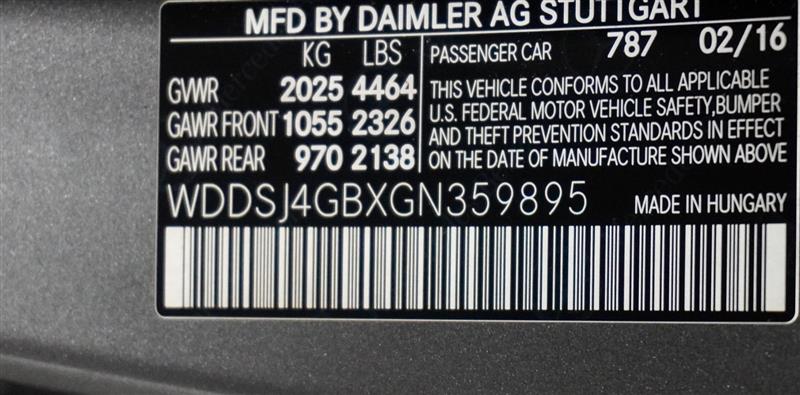 MFD BY DAIMLER AG STUTTGART
KG LBS
GVWR 2025 4464
GAWR FRONT 1055 2326
GAWR REAR 970 2138
PASSENGER CAR 787 02/16
THIS VEHICLE CONFORMS TO ALL APPLICABLE
U.S. FEDERAL MOTOR VEHICLE SAFETY,BUMPER
AND THEFT PREVENTION STANDARDS IN EFFECT
ON THE DATE OF MANUFACTURE SHOWN ABOVE
WDDSJ4GBXGN359895 MADE IN HUNGARY